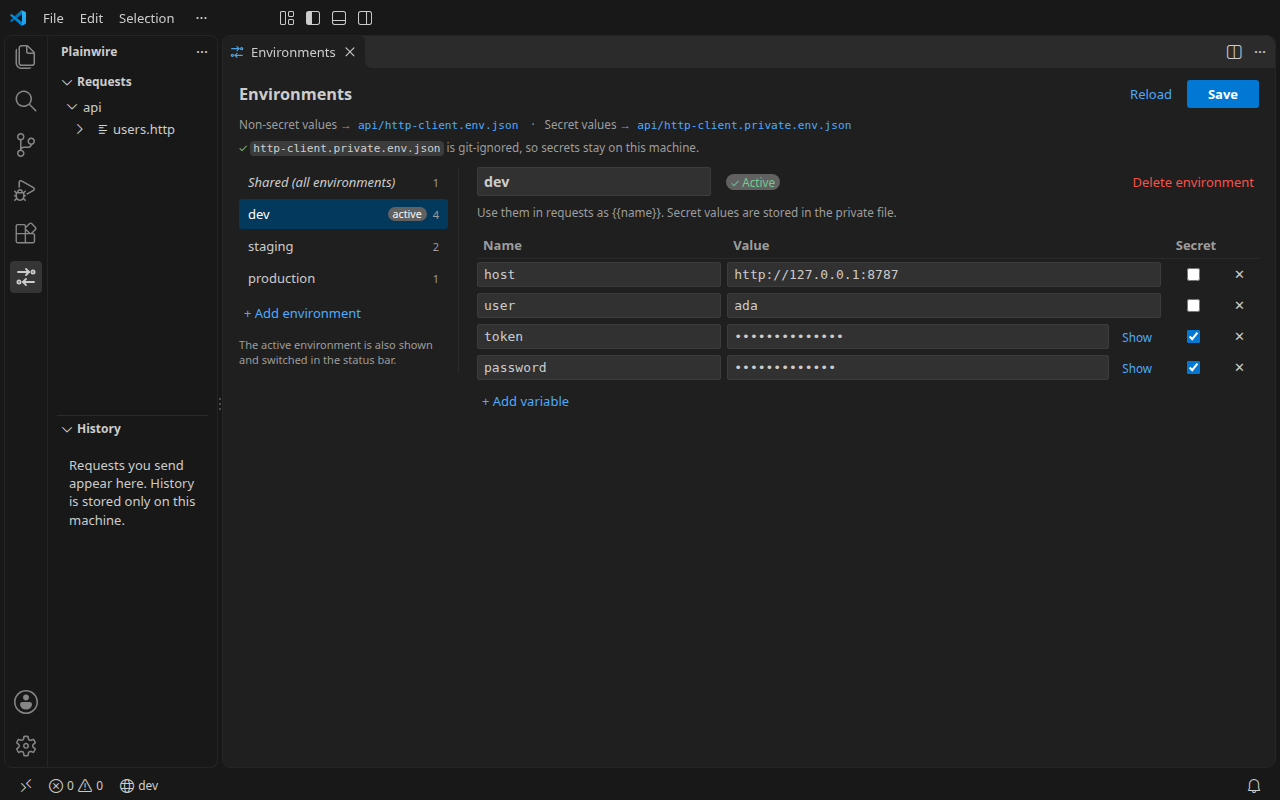 File Edit Selection ···
Plainwire ···
Requests
api
users.http
History
Requests you send
appear here. History
is stored only on this
machine.
Environments
Environments
Reload Save
Non-secret values → api/http-client.env.json · Secret values → api/http-client.private.env.json
✓ http-client.private.env.json is git-ignored, so secrets stay on this machine.
Shared (all environments) 1
dev active 4
staging 2
production 1
+ Add environment
The active environment is also shown
and switched in the status bar.
dev ✓ Active Delete environment
Use them in requests as {{name}}. Secret values are stored in the private file.
Name Value Secret
host http://127.0.0.1:8787
user ada
token •••••••••••••• Show
password ••••••••••••• Show
+ Add variable
0 0 dev